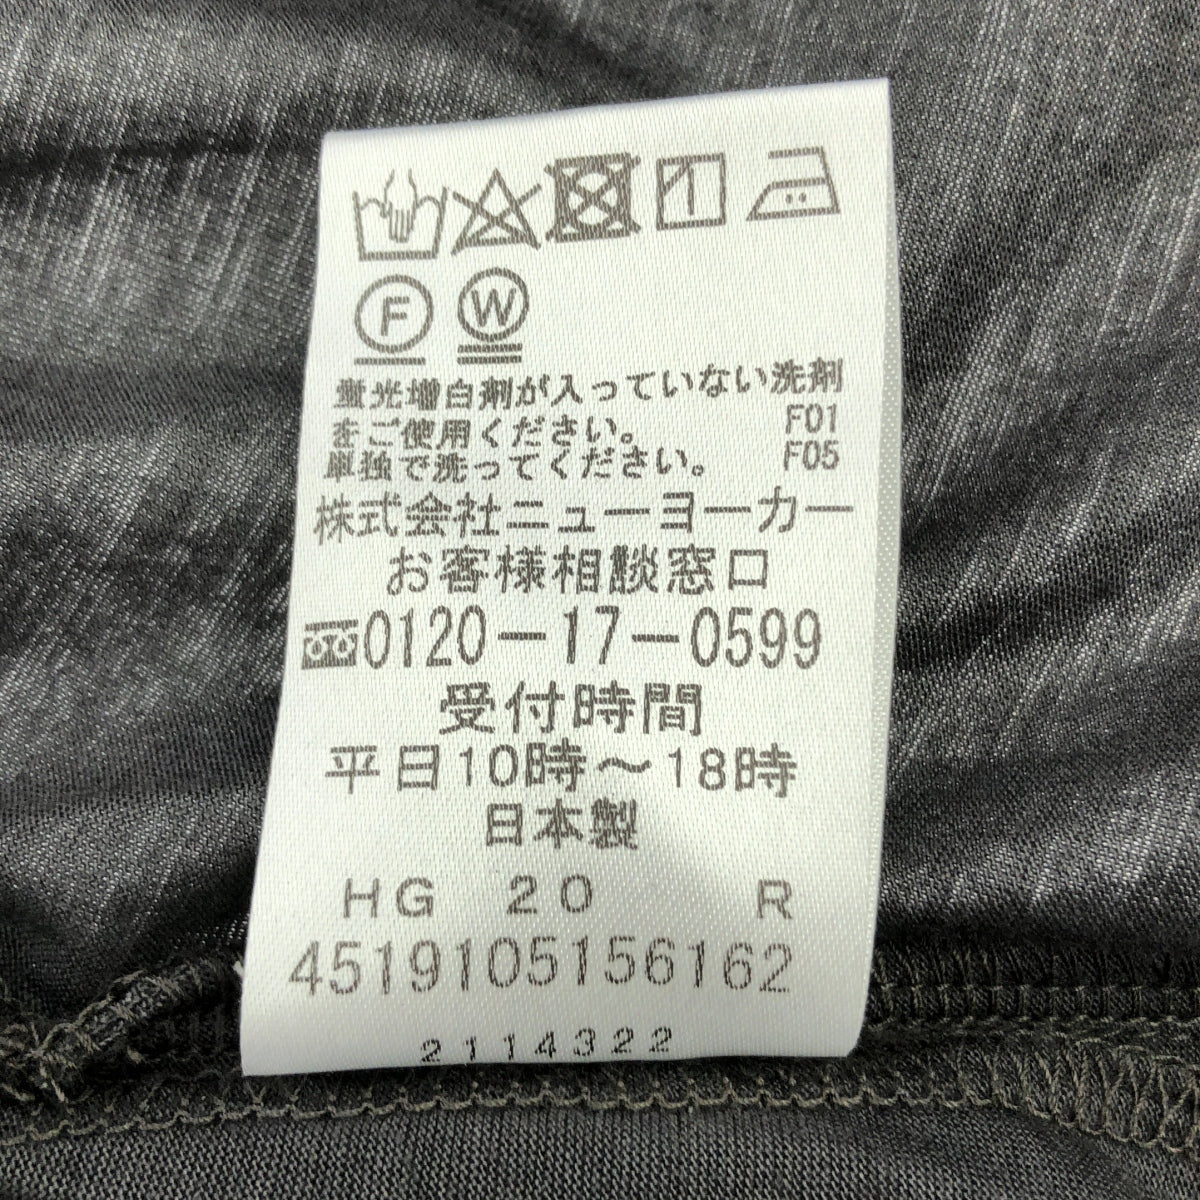 F W
蛍光増白剤が入っていない洗剤
をご使用ください。 F01
単独で洗ってください。 F05
株式会社ニューヨーカー
お客様相談窓口
0120-17-0599
受付時間
平日10時～18時
日本製
HG 20 R
4519105156162
2114322